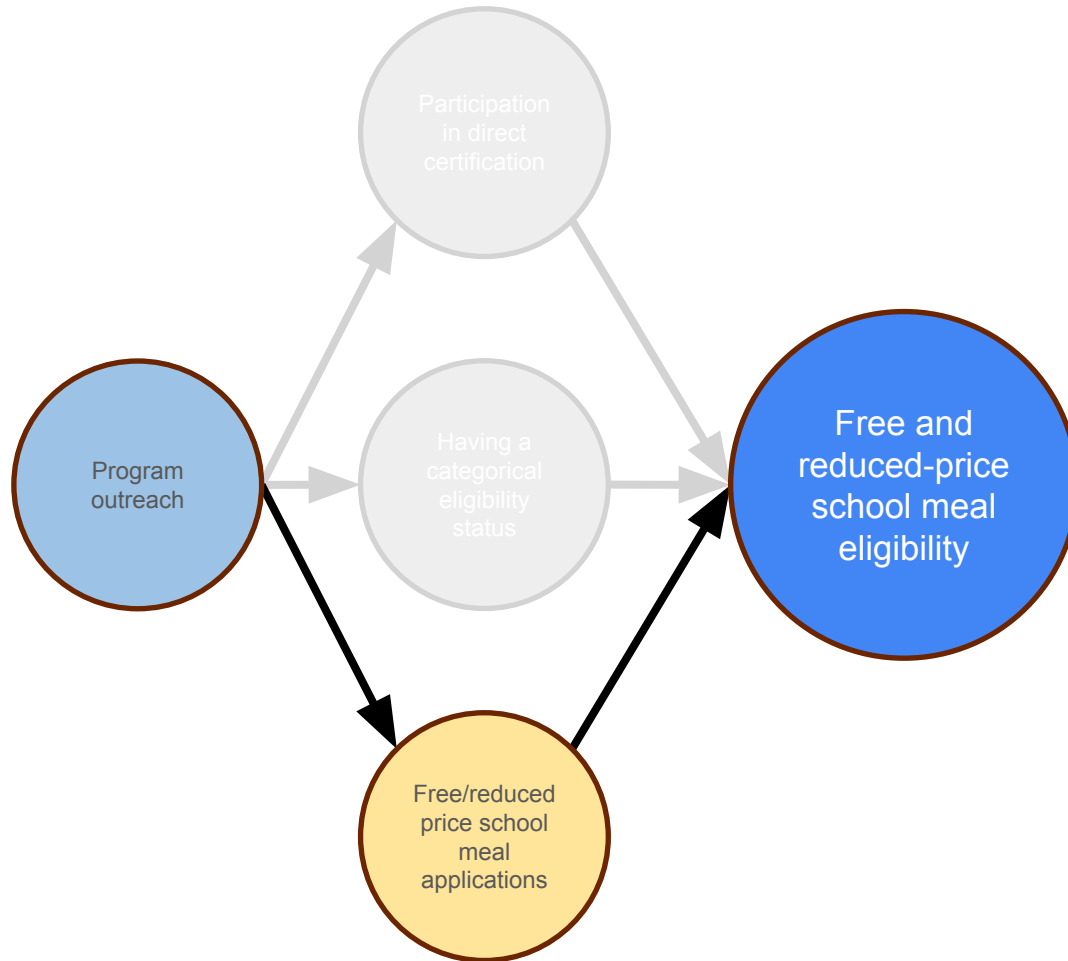 Participation
in direct
certification
Program
outreach
Having a
categorical
eligibility
status
Free and
reduced-price
school meal
eligibility
Free/reduced
price school
meal
applications